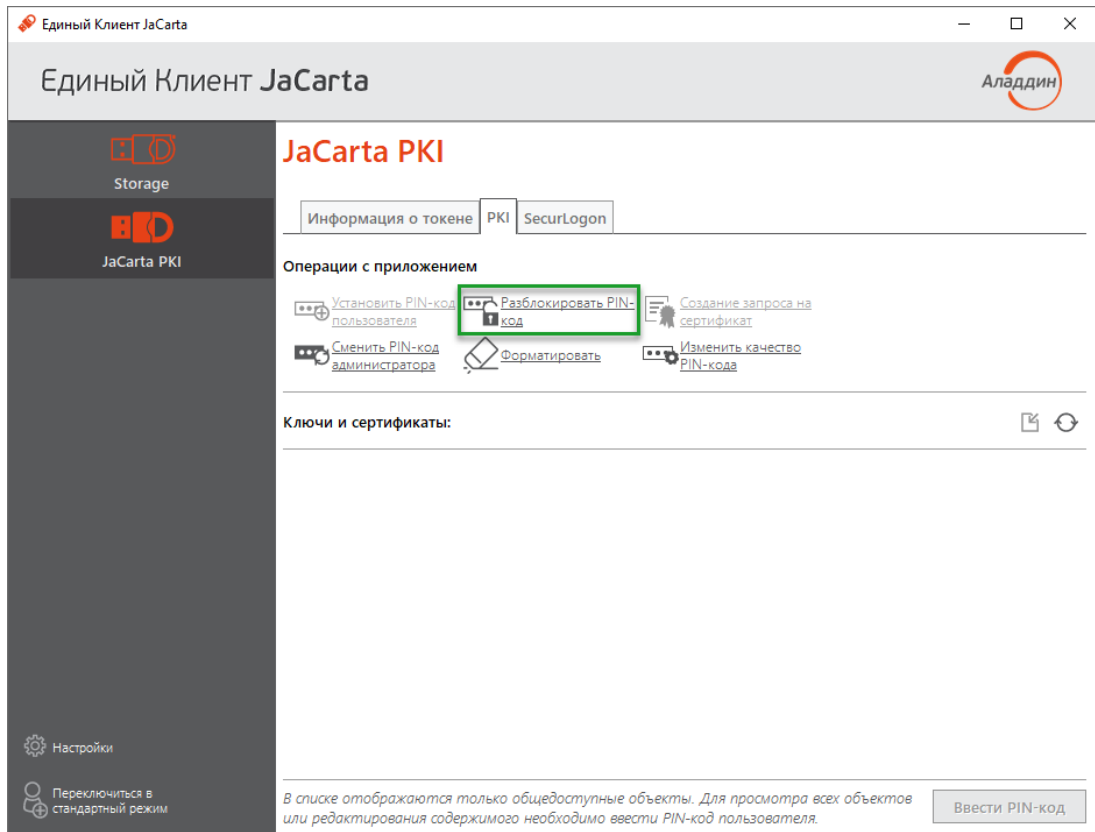 Единый Клиент JaCarta
Единый Клиент JaCarta
Аладдин
Storage
JaCarta PKI
JaCarta PKI
Информация о токене
PKI
SecurLogon
Операции с приложением
Установить PIN-код
пользователя
Разблокировать PIN-
код
Создание запроса на
сертификат
Сменить PIN-код
администратора
Форматировать
Изменить качество
PIN-кода
Ключи и сертификаты:
Настройки
Переключиться в
стандартный режим
В списке отображаются только общедоступные объекты. Для просмотра всех объектов
или редактирования содержимого необходимо ввести PIN-код пользователя.
Ввести PIN-код